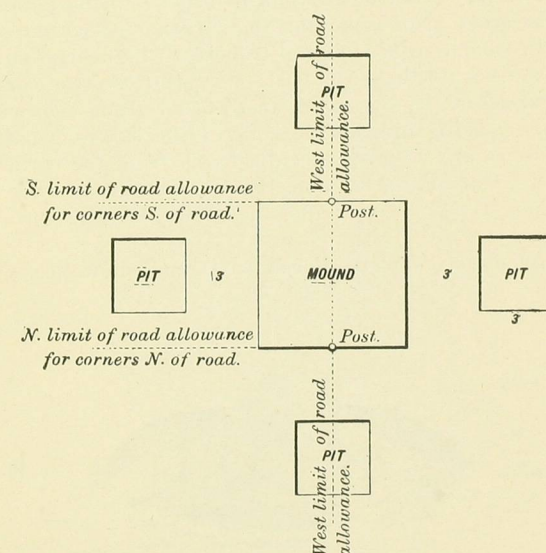 West limit of road
allowance.
PIT
S. limit of road allowance
for corners S. of road.'
Post.
PIT
3'
MOUND
3'
PIT
3'
N. limit of road allowance
for corners N. of road.
Post.
West limit of road
allowance.
PIT